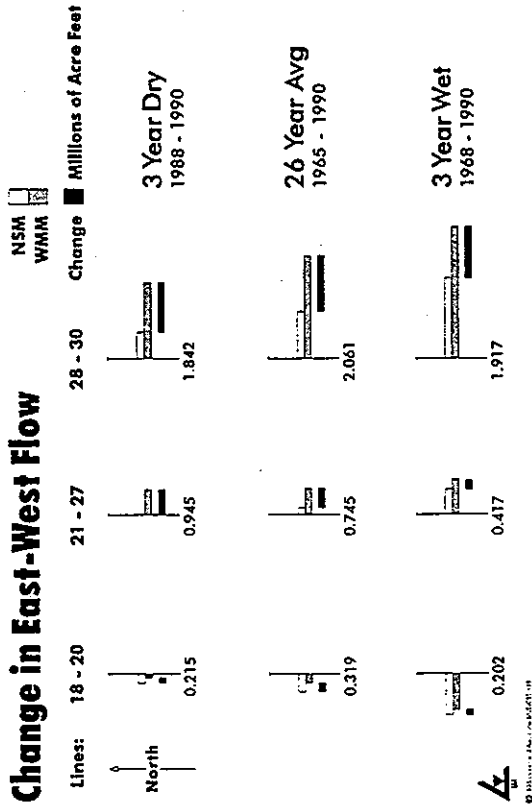 Change in East-West Flow
NSM
WMM
Lines: 18 - 20 21 - 27 28 - 30 Change Millions of Acre Feet
North
0.215 0.945 1.842
3 Year Dry
1988 - 1990
0.319 0.745 2.061
26 Year Avg
1965 - 1990
0.202 0.417 1.917
3 Year Wet
1968 - 1990